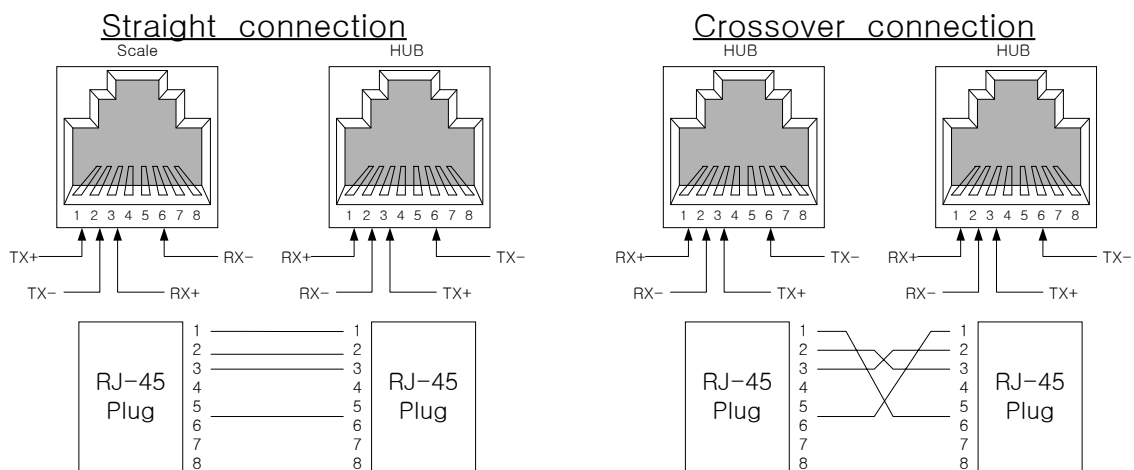 Straight connection
Crossover connection
Scale
HUB
HUB
HUB
1 2 3 4 5 6 7 8
1 2 3 4 5 6 7 8
1 2 3 4 5 6 7 8
1 2 3 4 5 6 7 8
TX+
RX-
RX+
TX-
RX+
TX-
RX+
TX-
TX-
RX+
RX-
TX+
RX-
TX+
RX-
TX+
RJ-45
Plug
1
2
3
4
5
6
7
8
1
2
3
4
5
6
7
8
RJ-45
Plug
RJ-45
Plug
1
2
3
4
5
6
7
8
1
2
3
4
5
6
7
8
RJ-45
Plug